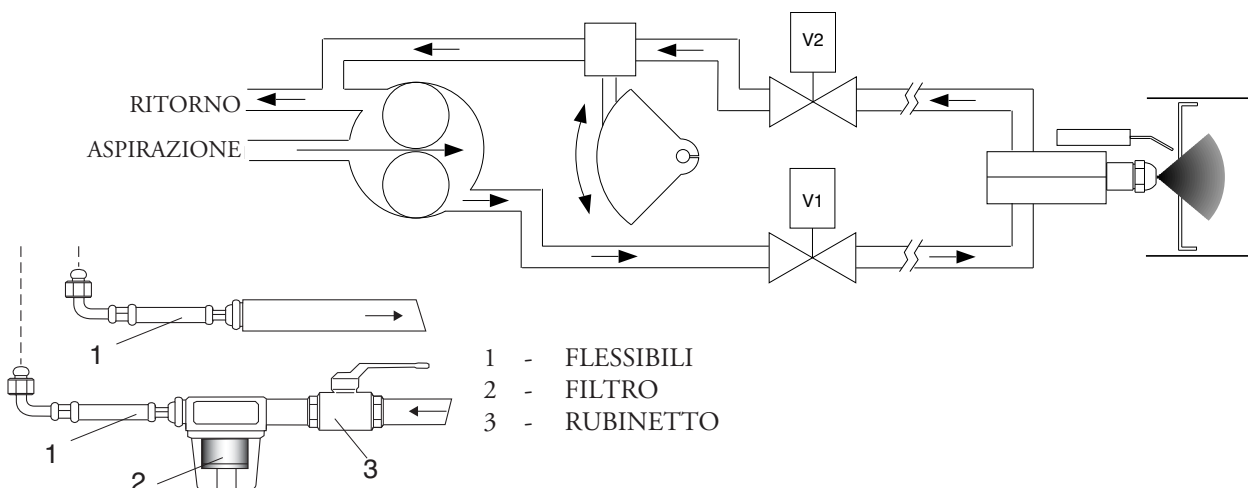 V2
RITORNO
ASPIRAZIONE
V1
1
1 - FLESSIBILI
2 - FILTRO
3 - RUBINETTO
1
2
3